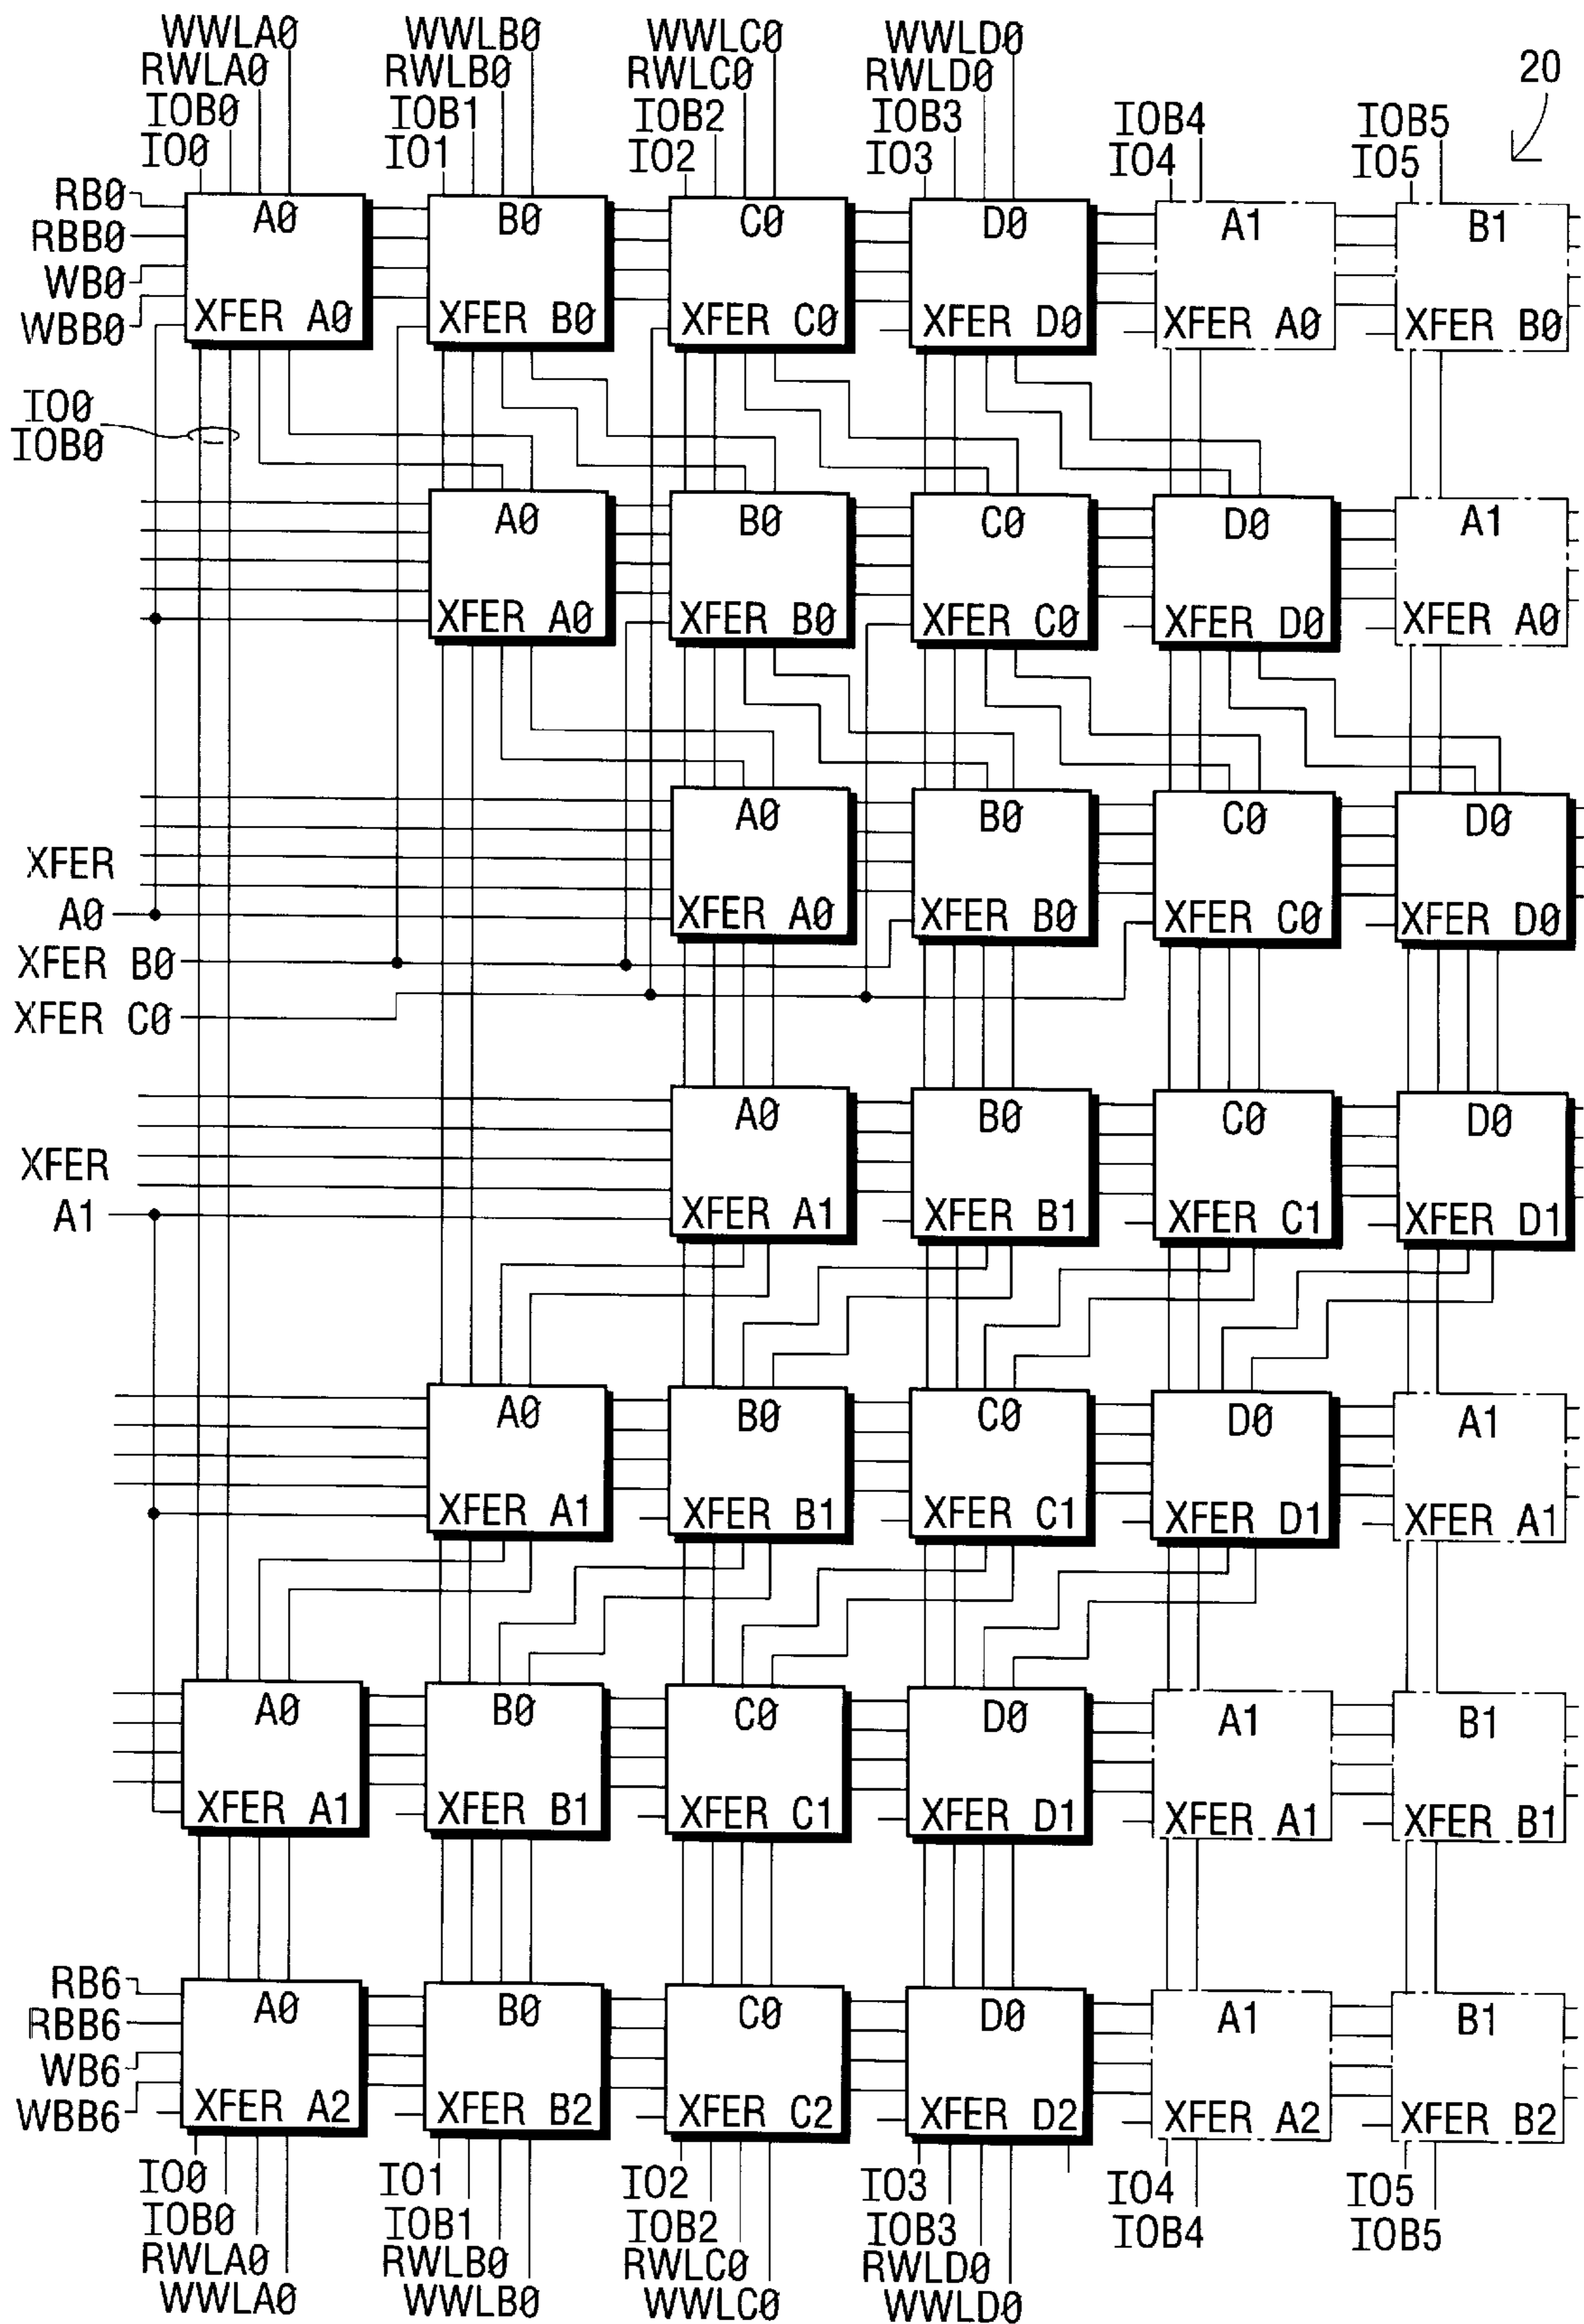 WWLA0 WWLB0 WWLC0 WWLD0
RWLA0 RWLB0 RWLC0 RWLD0 20
IOB0 IOB1 IOB2 IOB3 IOB4 IOB5
IO0 IO1 IO2 IO3 IO4 IO5
RB0
RBB0
WB0
WBB0
A0 B0 C0 D0 A1 B1
XFER A0 XFER B0 XFER C0 XFER D0 XFER A0 XFER B0
IO0
IOB0
A0 B0 C0 D0 A1
XFER A0 XFER B0 XFER C0 XFER D0 XFER A0
A0 B0 C0 D0
XFER
A0
XFER A0 XFER B0 XFER C0 XFER D0
XFER B0
XFER C0
A0 B0 C0 D0
XFER
A1
XFER A1 XFER B1 XFER C1 XFER D1
A0 B0 C0 D0 A1
XFER A1 XFER B1 XFER C1 XFER D1 XFER A1
A0 B0 C0 D0 A1 B1
XFER A1 XFER B1 XFER C1 XFER D1 XFER A1 XFER B1
RB6
RBB6
WB6
WBB6
A0 B0 C0 D0 A1 B1
XFER A2 XFER B2 XFER C2 XFER D2 XFER A2 XFER B2
IO0 IO1 IO2 IO3 IO4 IO5
IOB0 IOB1 IOB2 IOB3 IOB4 IOB5
RWLA0 RWLB0 RWLC0 RWLD0
WWLA0 WWLB0 WWLC0 WWLD0